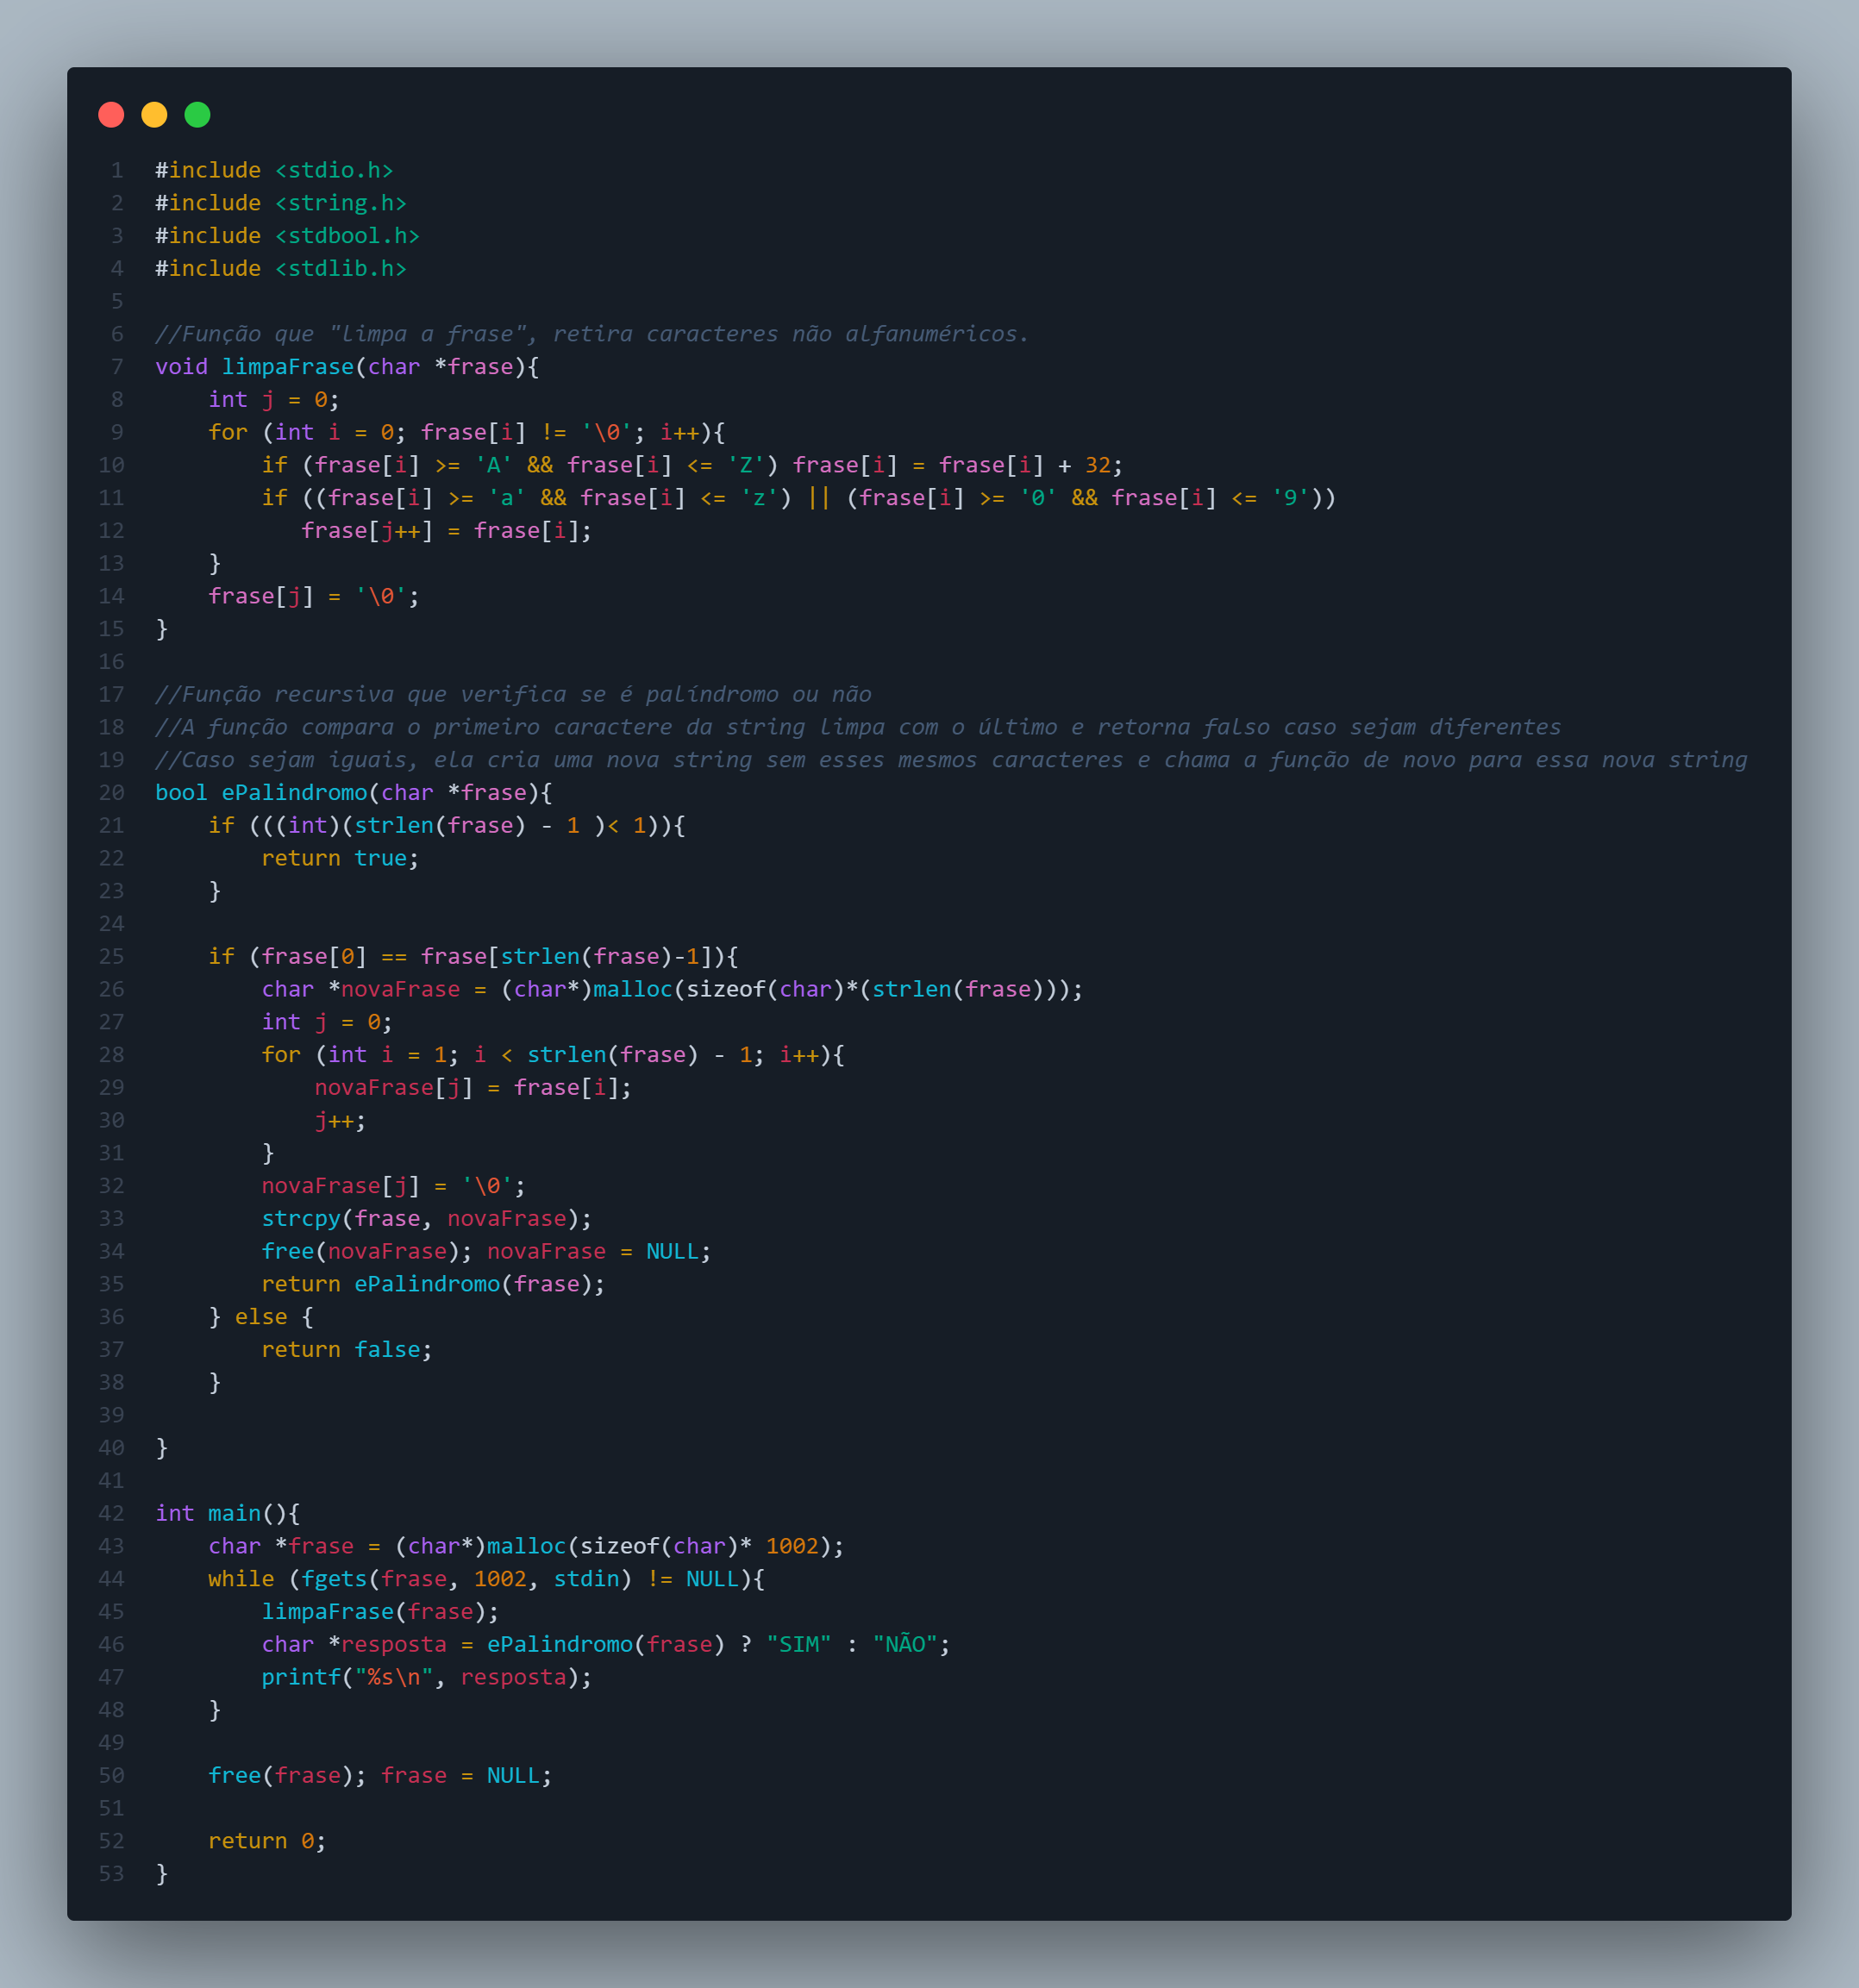 1 #include <stdio.h>
2 #include <string.h>
3 #include <stdbool.h>
4 #include <stdlib.h>
5
6 //Função que "limpa a frase", retira caracteres não alfanuméricos.
7 void limpaFrase(char *frase){
8     int j = 0;
9     for (int i = 0; frase[i] != '\0'; i++){
10         if (frase[i] >= 'A' && frase[i] <= 'Z') frase[i] = frase[i] + 32;
11         if ((frase[i] >= 'a' && frase[i] <= 'z') || (frase[i] >= '0' && frase[i] <= '9'))
12            frase[j++] = frase[i];
13     }
14     frase[j] = '\0';
15 }
16
17 //Função recursiva que verifica se é palíndromo ou não
18 //A função compara o primeiro caractere da string limpa com o último e retorna falso caso sejam diferentes
19 //Caso sejam iguais, ela cria uma nova string sem esses mesmos caracteres e chama a função de novo para essa nova string
20 bool ePalindromo(char *frase){
21     if (((int)(strlen(frase) - 1 )< 1)){
22         return true;
23     }
24
25     if (frase[0] == frase[strlen(frase)-1]){
26         char *novaFrase = (char*)malloc(sizeof(char)*(strlen(frase)));
27         int j = 0;
28         for (int i = 1; i < strlen(frase) - 1; i++){
29             novaFrase[j] = frase[i];
30             j++;
31         }
32         novaFrase[j] = '\0';
33         strcpy(frase, novaFrase);
34         free(novaFrase); novaFrase = NULL;
35         return ePalindromo(frase);
36     } else {
37         return false;
38     }
39
40 }
41
42 int main(){
43     char *frase = (char*)malloc(sizeof(char)* 1002);
44     while (fgets(frase, 1002, stdin) != NULL){
45         limpaFrase(frase);
46         char *resposta = ePalindromo(frase) ? "SIM" : "NÃO";
47         printf("%s\n", resposta);
48     }
49
50     free(frase); frase = NULL;
51
52     return 0;
53 }